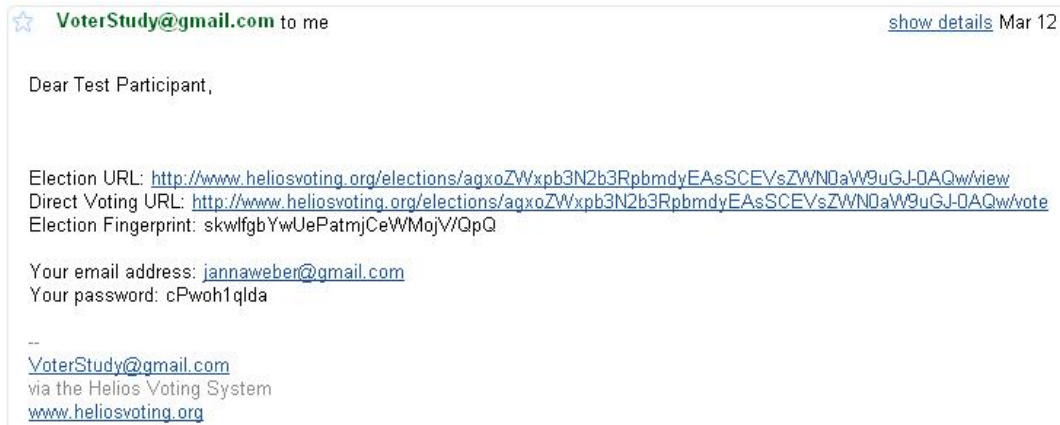 VoterStudy@gmail.com to me show details Mar 12
Dear Test Participant,
Election URL: http://www.heliosvoting.org/elections/agxoZWxpb3N2b3RpbmdyEAsSCEVsZWN0aW9uGJ-0AQw/view
Direct Voting URL: http://www.heliosvoting.org/elections/agxoZWxpb3N2b3RpbmdyEAsSCEVsZWN0aW9uGJ-0AQw/vote
Election Fingerprint: skwlfgbYwUePatmjCeWMojV/QpQ
Your email address: jannaweber@gmail.com
Your password: cPwoh1qlda
--
VoterStudy@gmail.com
via the Helios Voting System
www.heliosvoting.org